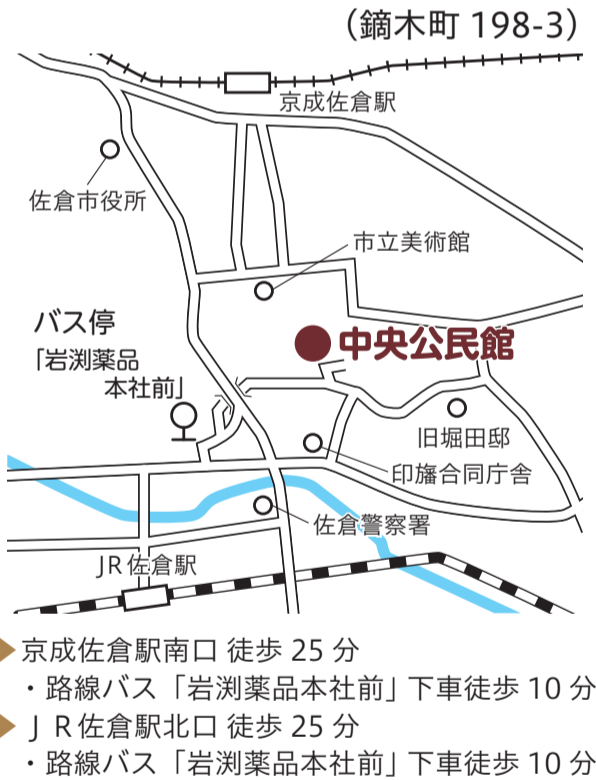 （鏑木町 198-3）
京成佐倉駅
佐倉市役所
市立美術館
バス停
「岩渕薬品
本社前」
中央公民館
旧堀田邸
印旛合同庁舎
佐倉警察署
JR佐倉駅
京成佐倉駅南口 徒歩 25 分
・路線バス「岩渕薬品本社前」下車徒歩 10 分
ＪＲ佐倉駅北口 徒歩 25 分
・路線バス「岩渕薬品本社前」下車徒歩 10 分